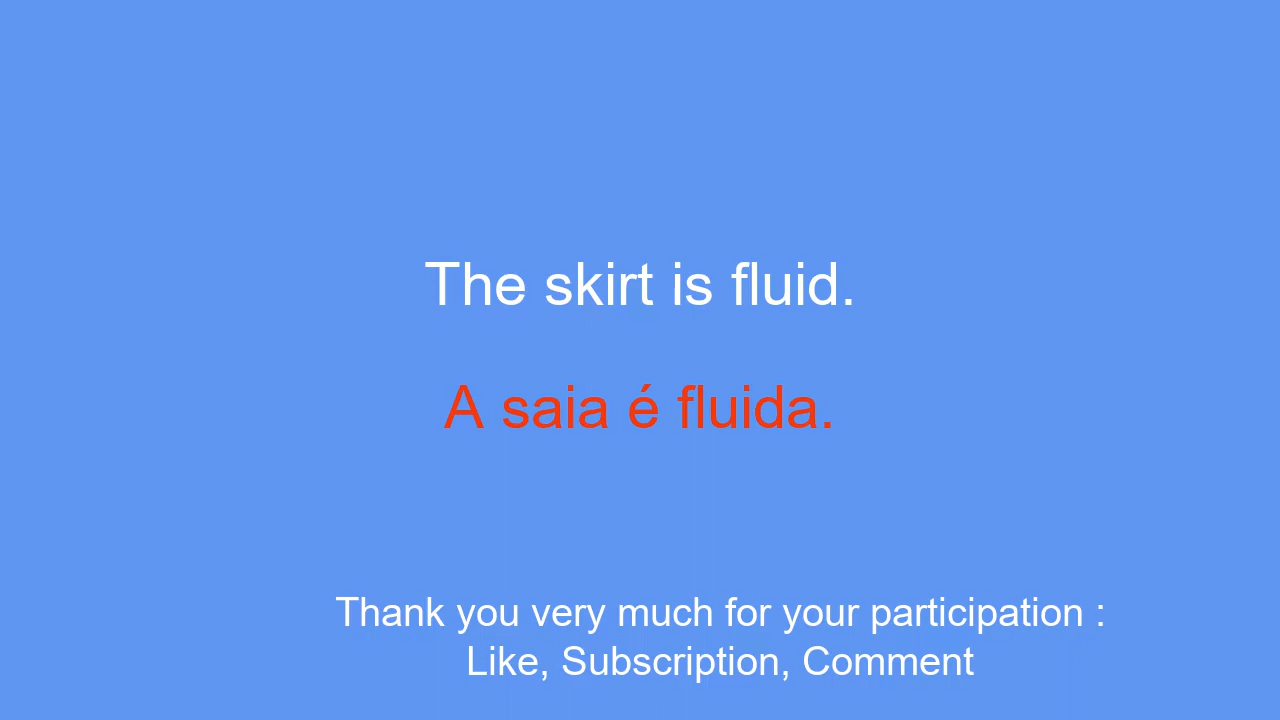 The skirt is fluid.
A saia é fluida.
Thank you very much for your participation :
Like, Subscription, Comment